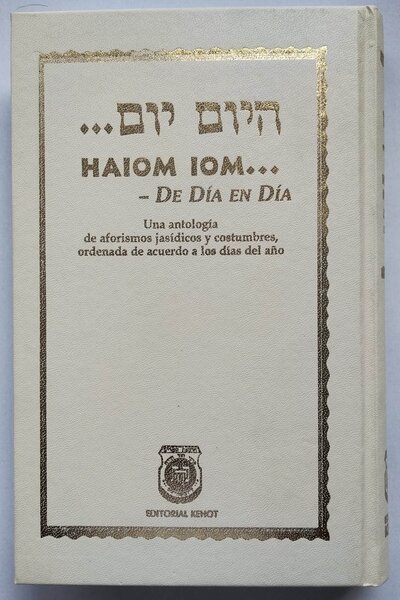 היום יום...
HAIOM IOM...
– DE DÍA EN DÍA
Una antología
de aforismos jasídicos y costumbres,
ordenada de acuerdo a los días del año
EDITORIAL KEHOT